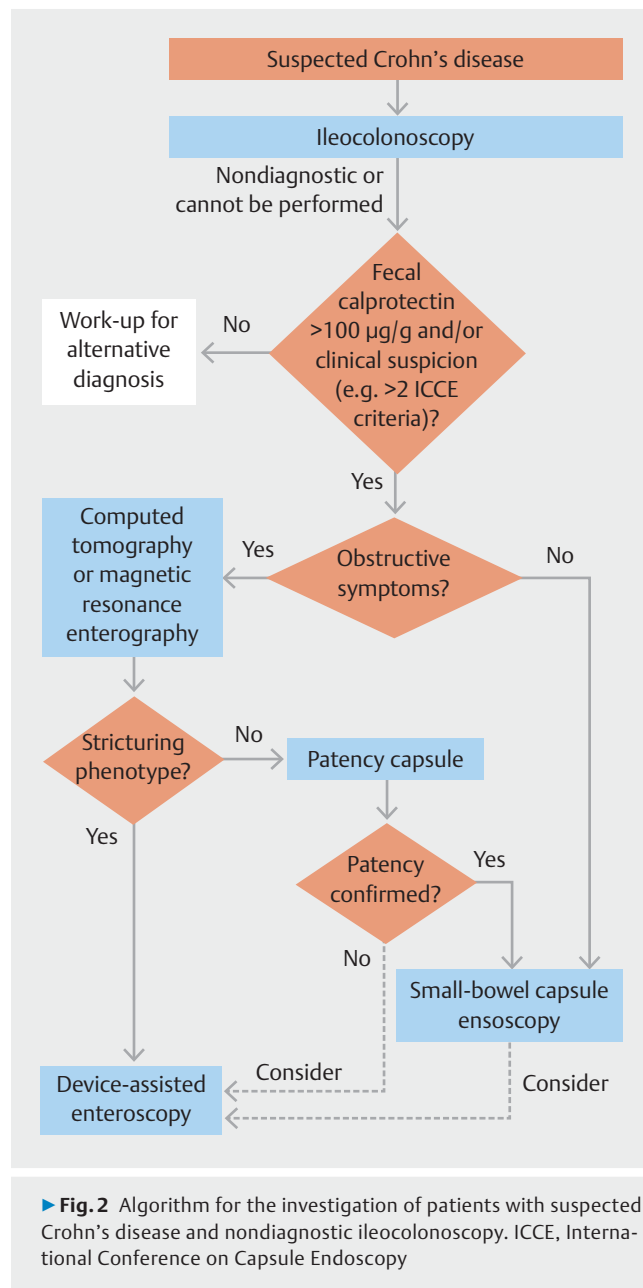 Suspected Crohn's disease
Ileocolonoscopy
Nondiagnostic or
cannot be performed
Fecal
calprotectin
>100 µg/g and/or
clinical suspicion
(e.g. >2 ICCE
criteria)?
No
Work-up for
alternative
diagnosis
Yes
Obstructive
symptoms?
Yes
No
Computed
tomography
or magnetic
resonance
enterography
Stricturing
phenotype?
No
Patency capsule
Yes
Patency
confirmed?
Yes
No
Small-bowel capsule
ensoscopy
Consider
Consider
Device-assisted
enteroscopy
▶ Fig. 2 Algorithm for the investigation of patients with suspected
Crohn's disease and nondiagnostic ileocolonoscopy. ICCE, Interna-
tional Conference on Capsule Endoscopy